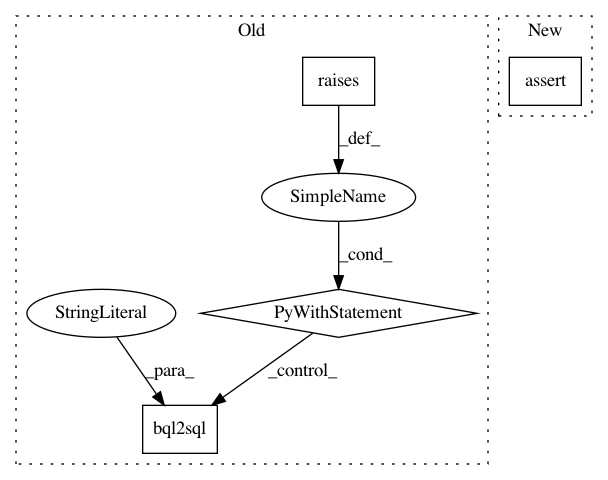 Old
New
raises
assert
_def_
SimpleName
_cond_
StringLiteral
PyWithStatement
_para_
_control_
bql2sql